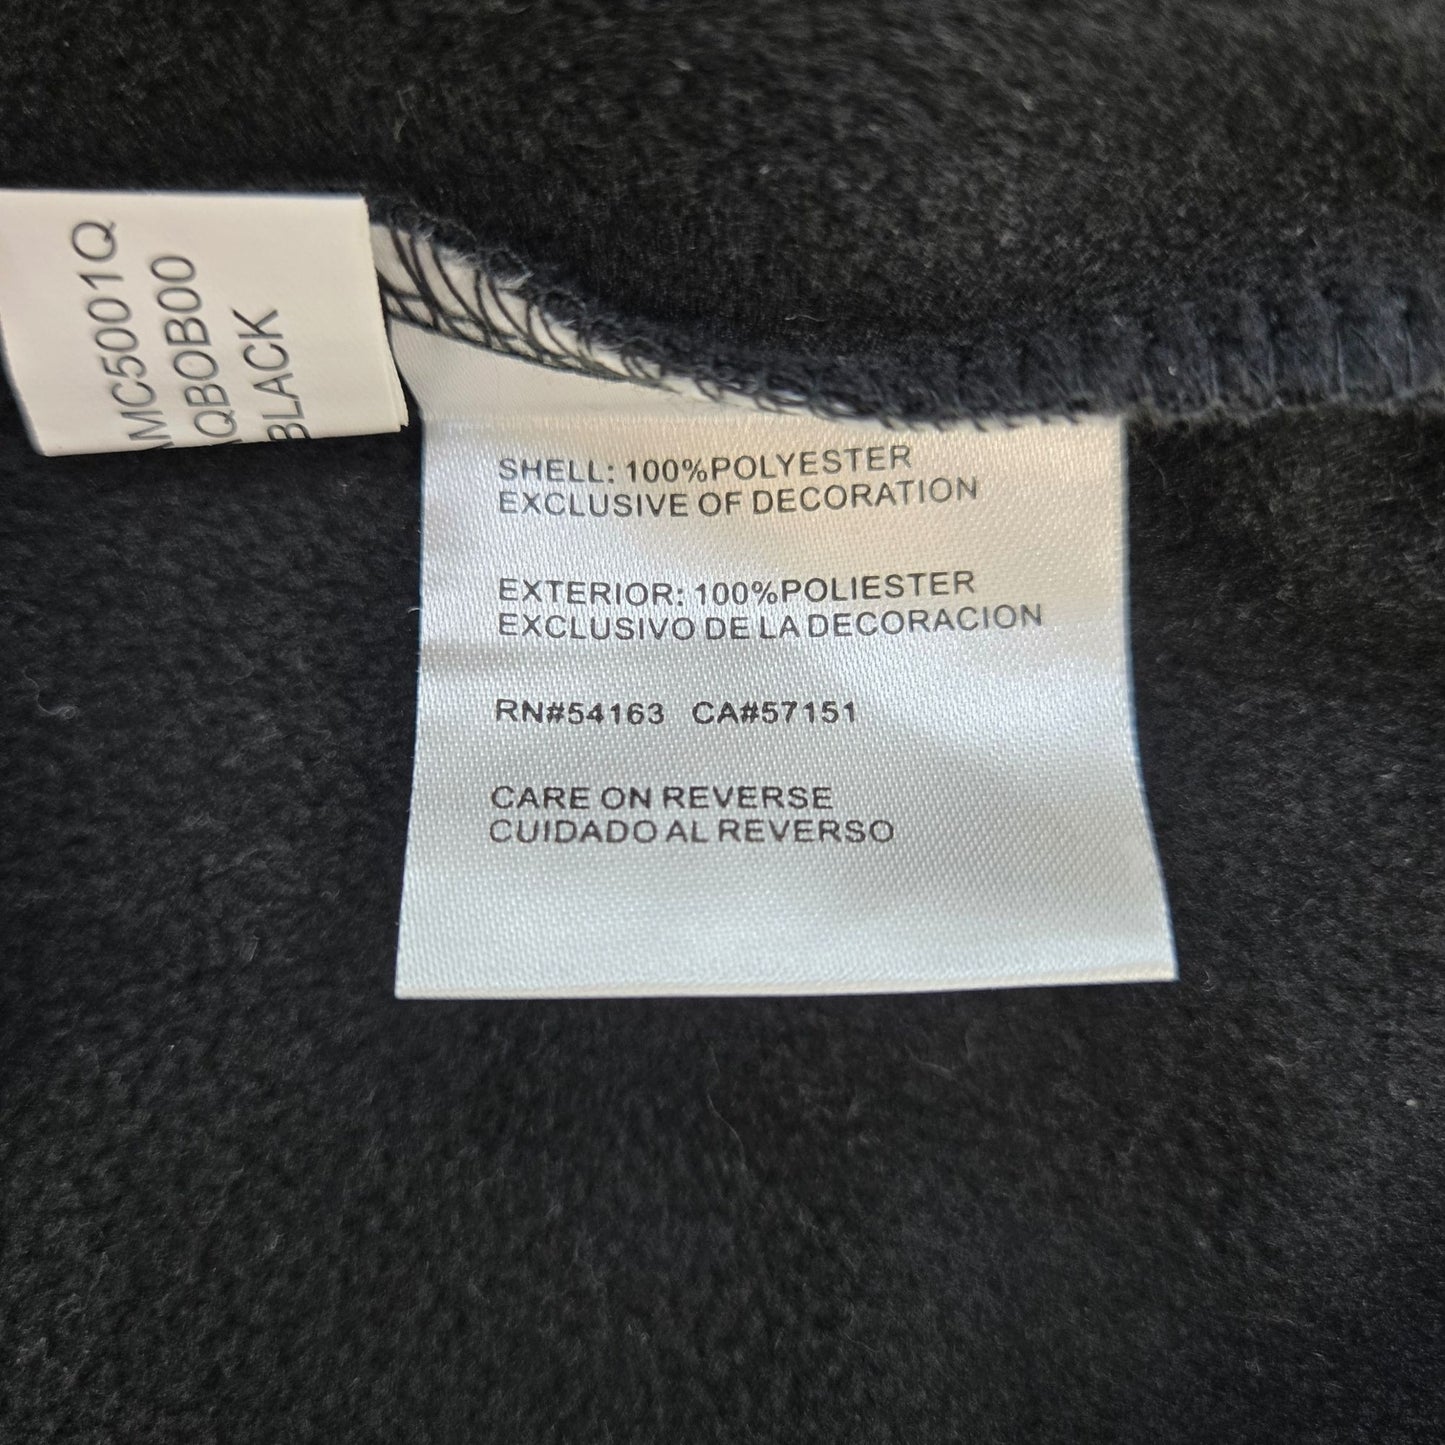 MC5001Q
QBOB00
BLACK
SHELL: 100%POLYESTER
EXCLUSIVE OF DECORATION
EXTERIOR: 100%POLIESTER
EXCLUSIVO DE LA DECORACION
RN#54163 CA#57151
CARE ON REVERSE
CUIDADO AL REVERSO